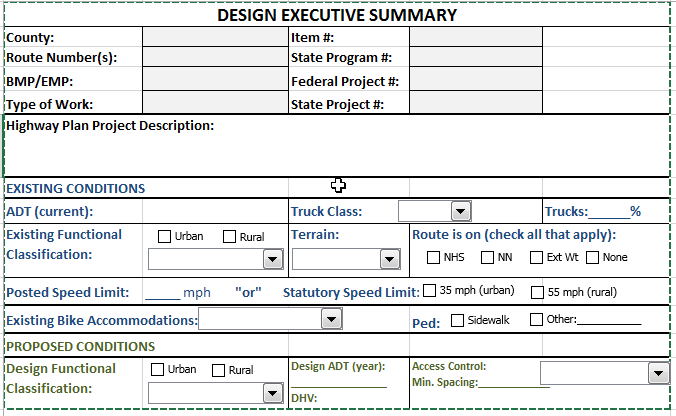 DESIGN EXECUTIVE SUMMARY
County: Item #:
Route Number(s): State Program #:
BMP/EMP: Federal Project #:
Type of Work: State Project #:
Highway Plan Project Description:
EXISTING CONDITIONS
ADT (current): Truck Class: Trucks:______%
Existing Functional Classification: Urban Rural Terrain: Route is on (check all that apply):
NHS NN Ext Wt None
Posted Speed Limit: _____ mph "or" Statutory Speed Limit: 35 mph (urban) 55 mph (rural)
Existing Bike Accommodations: Ped: Sidewalk Other:__________
PROPOSED CONDITIONS
Design Functional Classification: Urban Rural Design ADT (year): Access Control:
______________ Min. Spacing:__________
DHV: